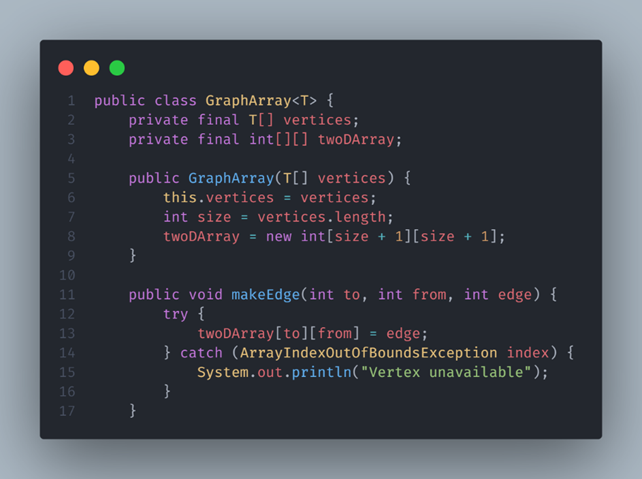 1 public class GraphArray<T> {
2     private final T[] vertices;
3     private final int[][] twoDArray;
4
5     public GraphArray(T[] vertices) {
6         this.vertices = vertices;
7         int size = vertices.length;
8         twoDArray = new int[size + 1][size + 1];
9     }
10
11     public void makeEdge(int to, int from, int edge) {
12         try {
13             twoDArray[to][from] = edge;
14         } catch (ArrayIndexOutOfBoundsException index) {
15             System.out.println("Vertex unavailable");
16         }
17     }